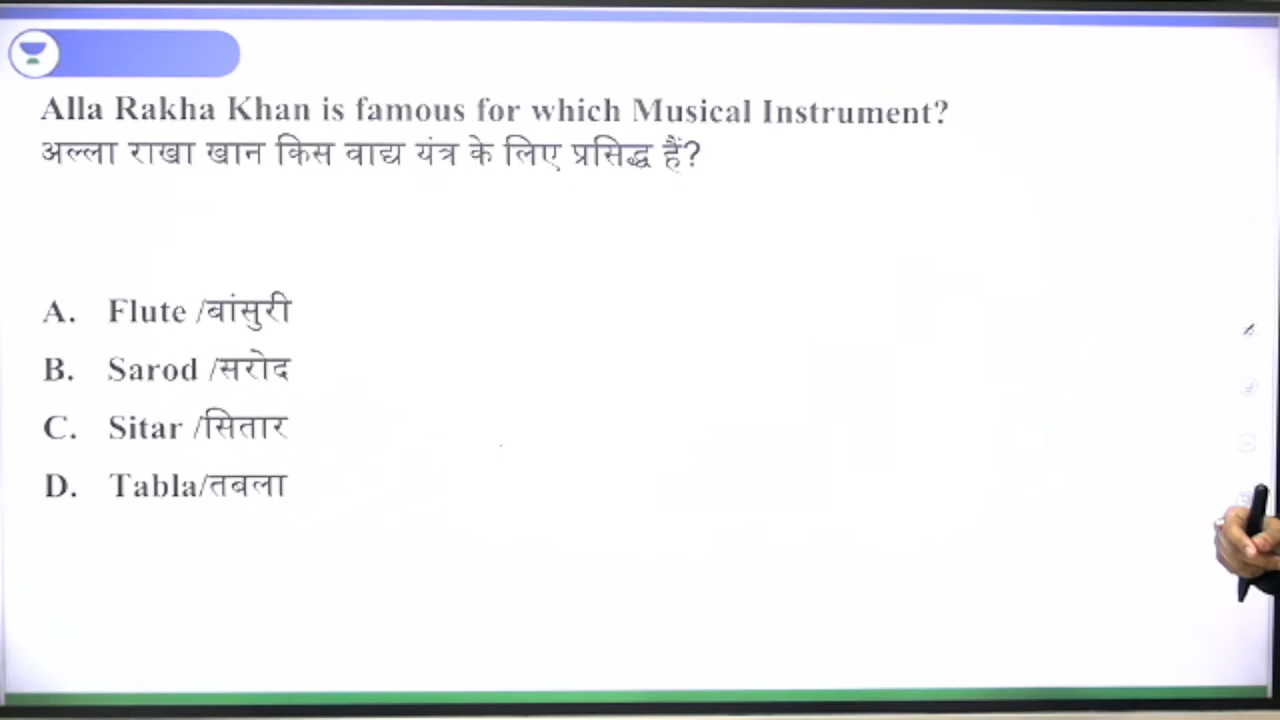 Alla Rakha Khan is famous for which Musical Instrument?
अल्ला राखा खान किस वाद्य यंत्र के लिए प्रसिद्ध हैं?
A. Flute /बांसुरी
B. Sarod /सरोद
C. Sitar /सितार
D. Tabla/तबला